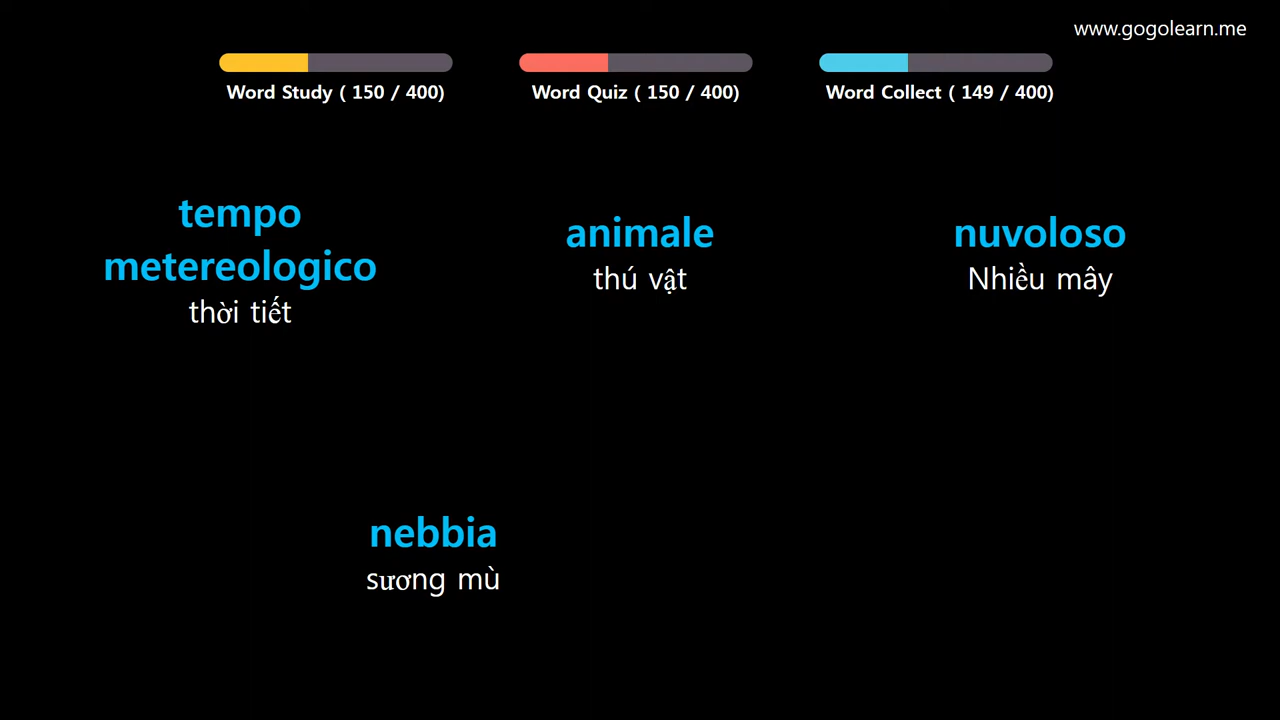 www.gogolearn.me
Word Study ( 150 / 400)
Word Quiz ( 150 / 400)
Word Collect ( 149 / 400)
tempo
metereologico
thời tiết
animale
thú vật
nuvoloso
Nhiều mây
nebbia
sương mù